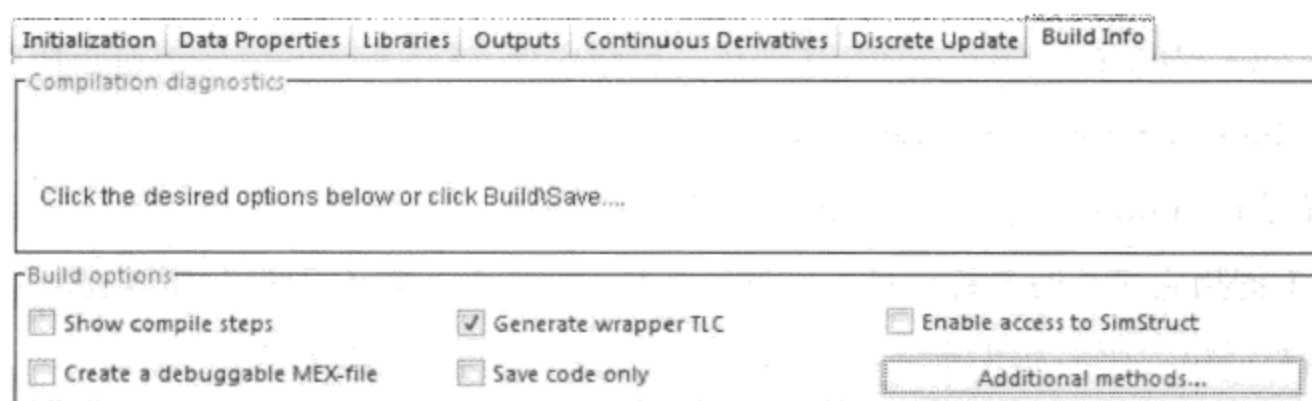 Initialization Data Properties Libraries Outputs Continuous Derivatives Discrete Update Build Info
Compilation diagnostics
Click the desired options below or click Build\Save....
Build options
Show compile steps Generate wrapper TLC Enable access to SimStruct
Create a debuggable MEX-file Save code only Additional methods...